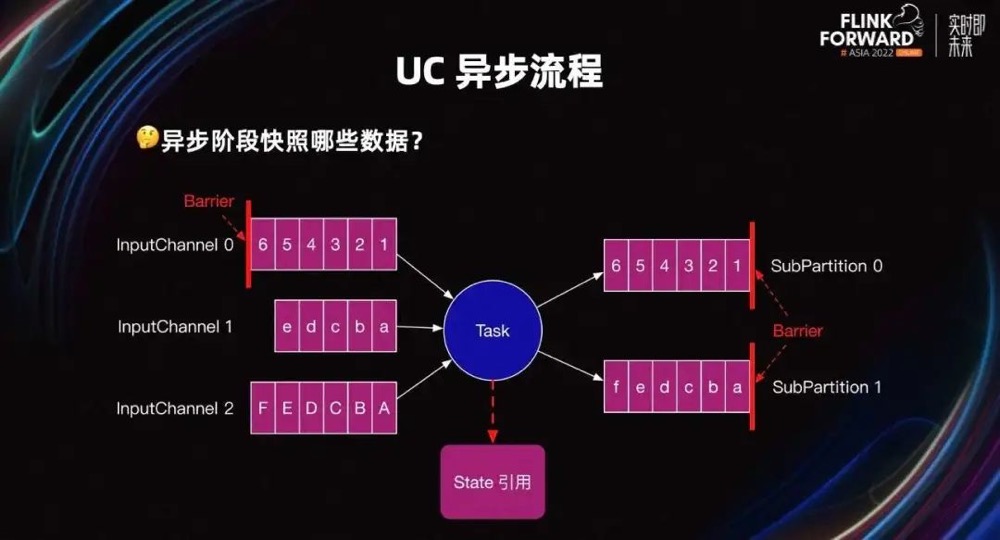 FLINK
FORWARD
# ASIA 2022 ONLINE
实时即
未来
UC 异步流程
🤔异步阶段快照哪些数据？
Barrier
InputChannel 0
6 5 4 3 2 1
InputChannel 1
e d c b a
InputChannel 2
F E D C B A
Task
State 引用
6 5 4 3 2 1
SubPartition 0
Barrier
f e d c b a
SubPartition 1